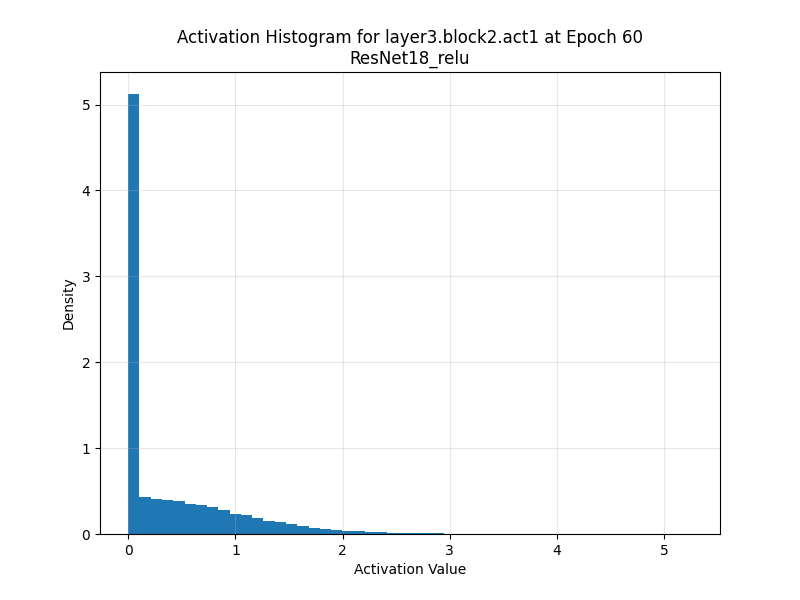 Activation Histogram for layer3.block2.act1 at Epoch 60
ResNet18_relu
5
4
3
2
1
0
Density
0 1 2 3 4 5
Activation Value